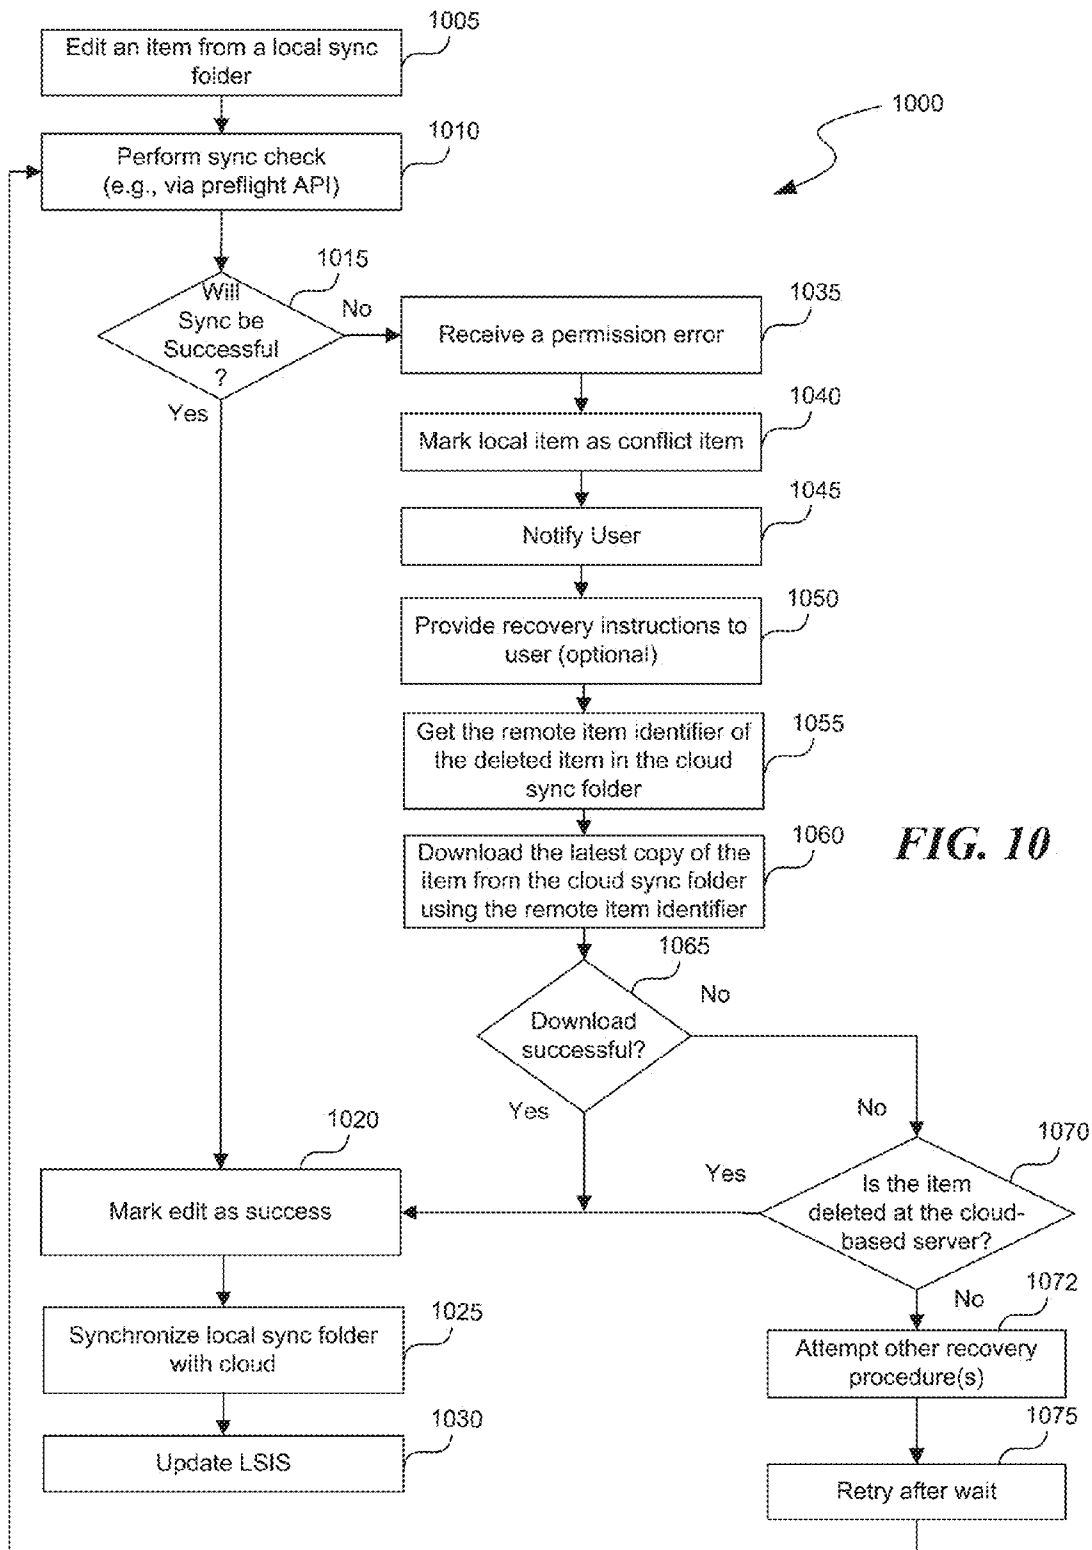 1005
Edit an item from a local sync
folder
1000
1010
Perform sync check
(e.g., via preflight API)
1015
Will
Sync be
Successful
?
No
Yes
1035
Receive a permission error
1040
Mark local item as conflict item
1045
Notify User
1050
Provide recovery instructions to
user (optional)
1055
Get the remote item identifier of
the deleted item in the cloud
sync folder
1060
Download the latest copy of the
item from the cloud sync folder
using the remote item identifier
FIG. 10
1065
Download
successful?
No
Yes
No
1020
Mark edit as success
Yes
1070
Is the item
deleted at the cloud-
based server?
No
1025
Synchronize local sync folder
with cloud
1072
Attempt other recovery
procedure(s)
1030
Update LSIS
1075
Retry after wait